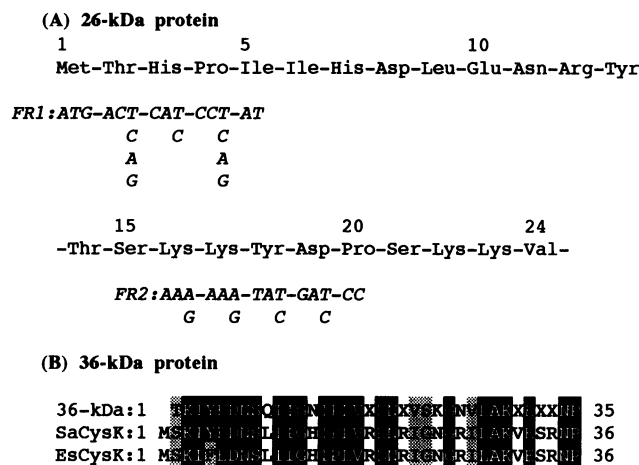 (A) 26-kDa protein
1 5 10
Met-Thr-His-Pro-Ile-Ile-His-Asp-Leu-Glu-Asn-Arg-Tyr
FR1:ATG-ACT-CAT-CCT-AT
C C C
A A
G G
15 20 24
-Thr-Ser-Lys-Lys-Tyr-Asp-Pro-Ser-Lys-Lys-Val-
FR2:AAA-AAA-TAT-GAT-CC
G G C C
(B) 36-kDa protein
36-kDa:1 35
SaCysK:1 36
EsCysK:1 36